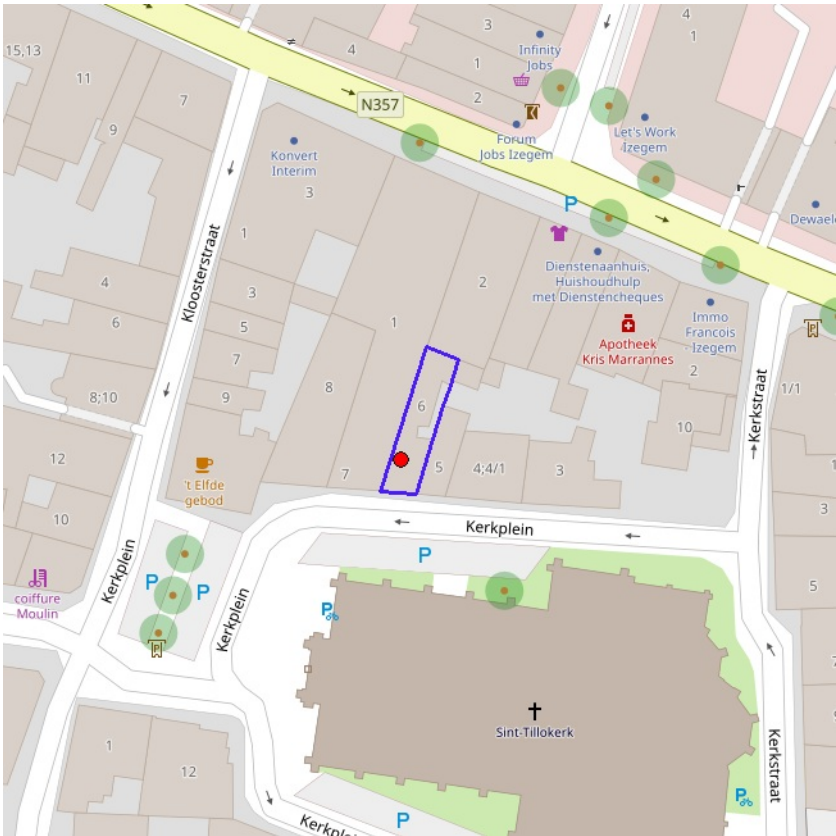 4
3
4
1
15,13
Infinity
Jobs
1
11
7
2
N357
9
Forum
Jobs Izegem
Let's Work
Izegem
Konvert
Interim
3
P
Dewael
1
Kloosterstraat
4
3
2
Dienstenaanhuis,
Huishoudhulp
met Dienstencheques
Immo
Francois
- Izegem
6
5
1
Apotheek
Kris Marrannes
P
7
2
8
1/1
8;10
9
6
Kerkstraat
10
12
't Elfde
gebod
7
5
4;4/1
3
1
10
Kerkplein
3
Kerkplein
P
P
P
5
coiffure
Moulin
Kerkplein
P
P
7
Sint-Tillokerk
1
12
Kerkstraat
P
P
Kerkplein